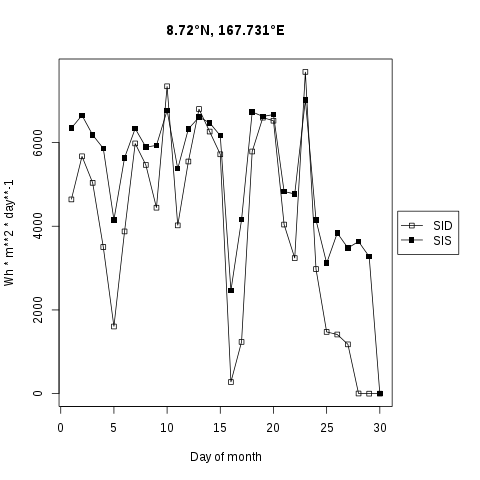 8.72°N, 167.731°E
Wh * m**2 * day**-1
6000
4000
2000
0
0 5 10 15 20 25 30
Day of month
SID
SIS